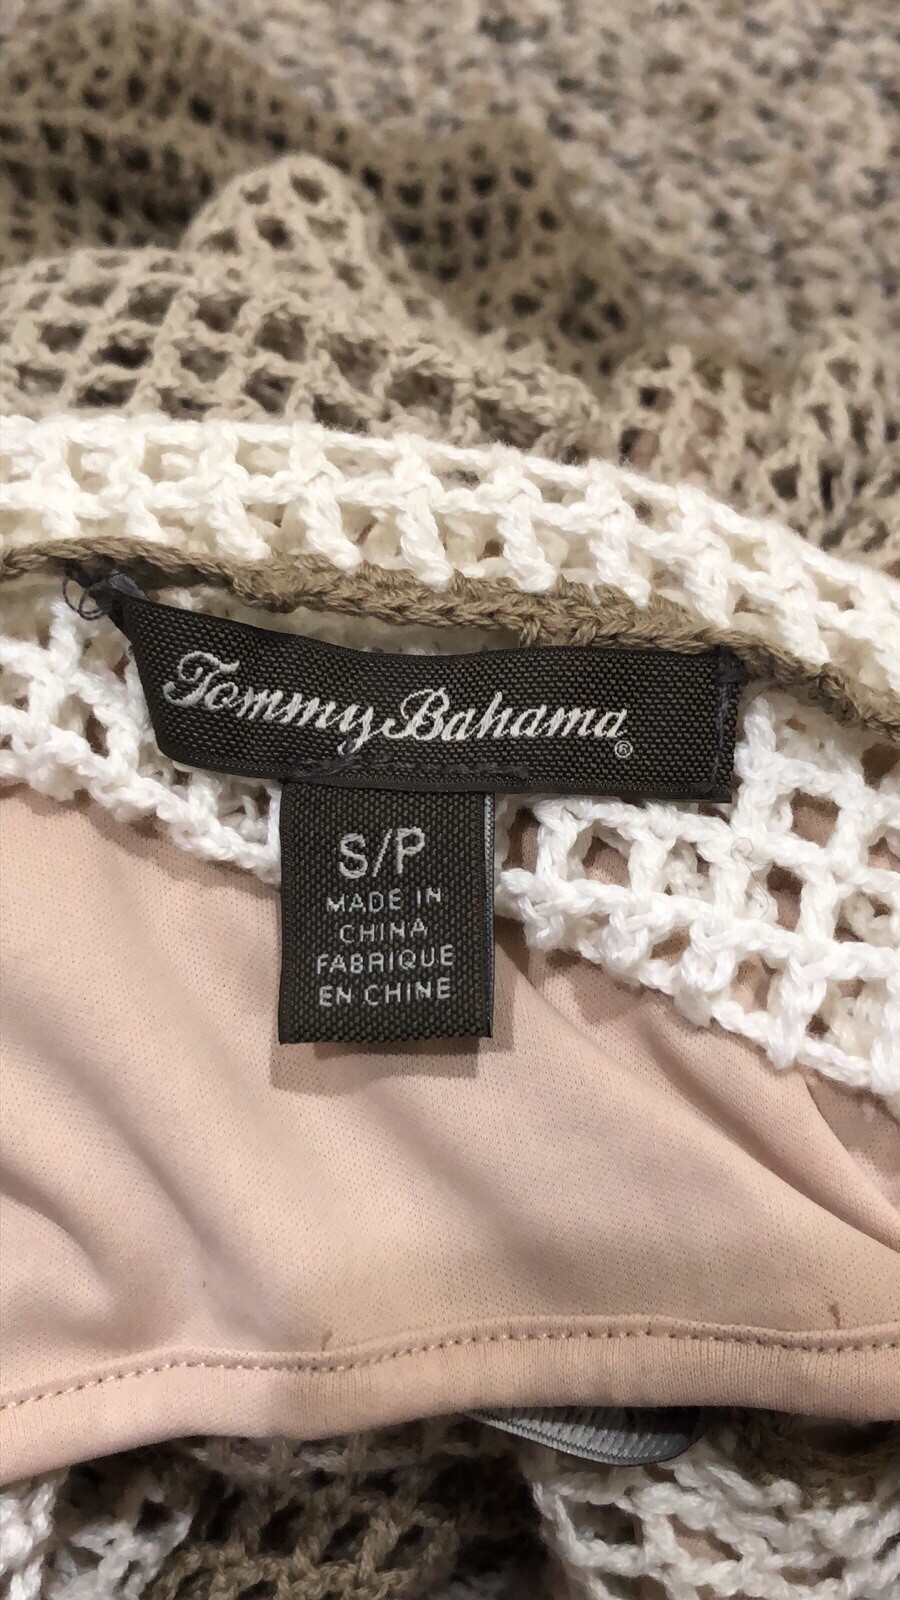 Tommy Bahama®
S/P
MADE IN
CHINA
FABRIQUE
EN CHINE